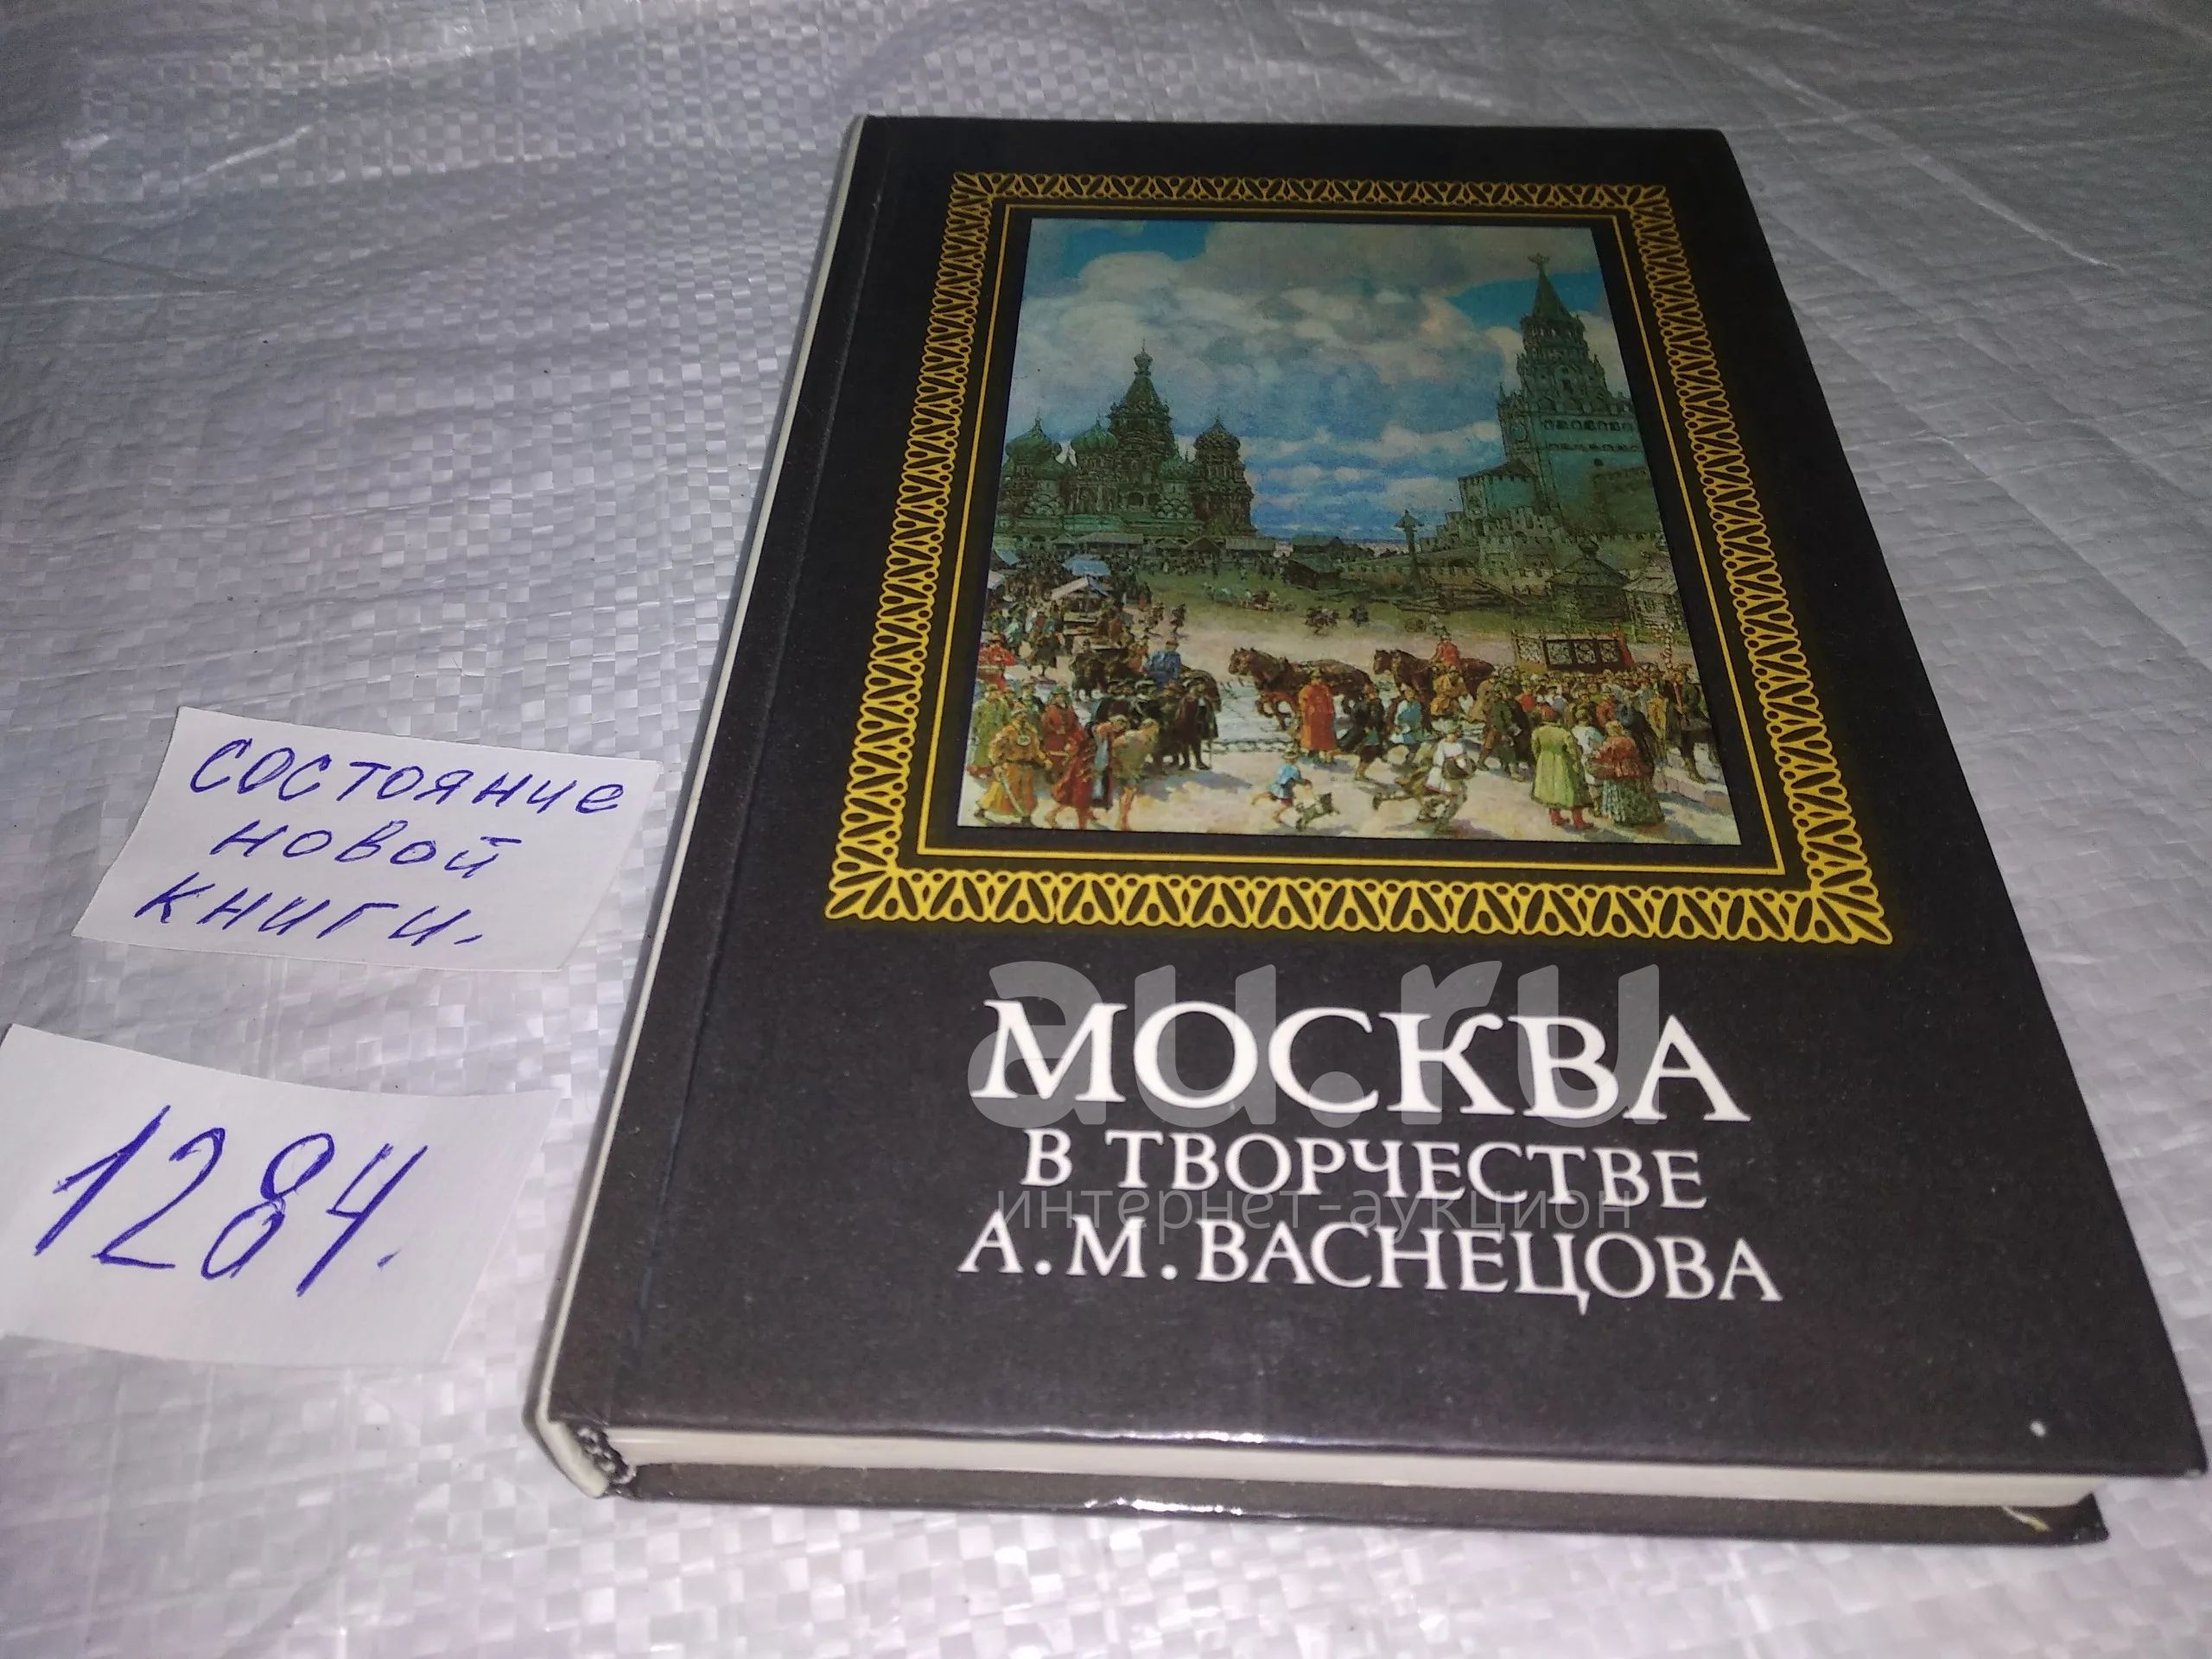 состояние
новой
книги.
1284.
МОСКВА
В ТВОРЧЕСТВЕ
А.М.ВАСНЕЦОВА
au.ru
интернет-аукцион